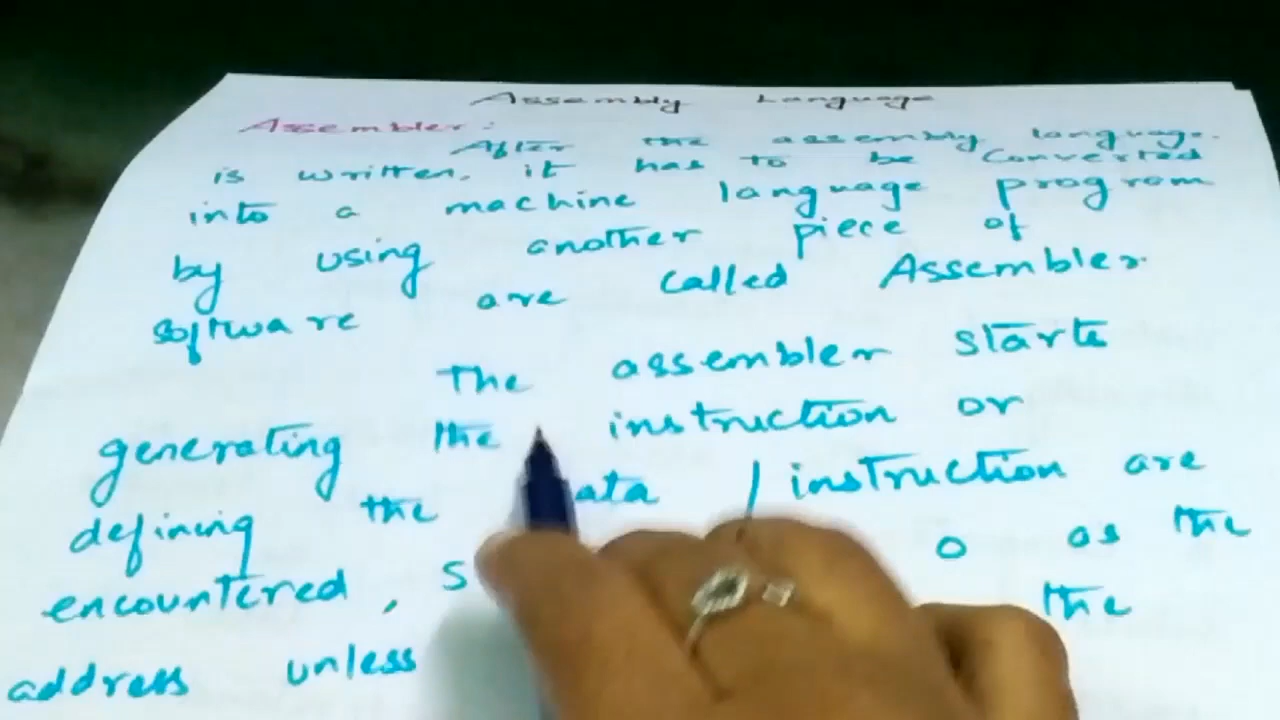 Assembly Language
Assembler:
After the assembly language.
is written, it has to be converted
into a machine language program
by using another piece of
software are called Assembler.
The assembler starts
generating the instruction or
defining the data / instruction are
encountered, 0 as the
address unless the